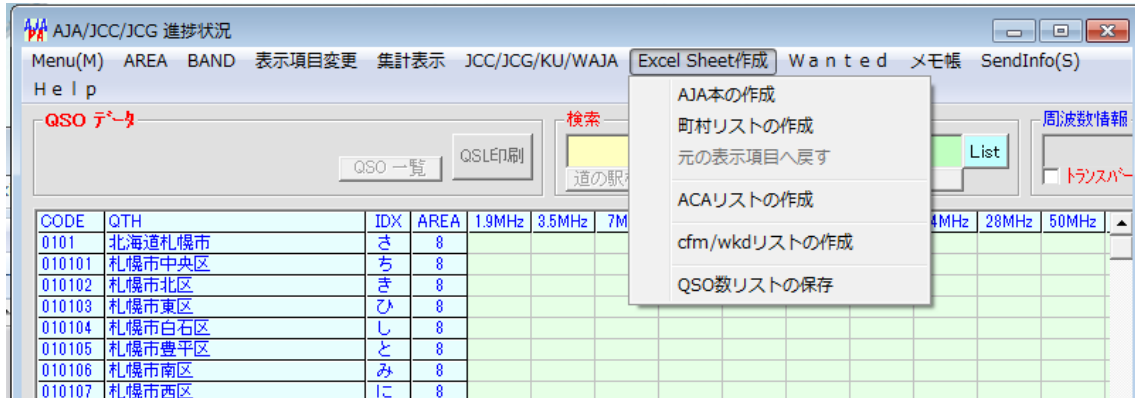 AJA/JCC/JCG 進捗状況
Menu(M) AREA BAND 表示項目変更 集計表示 JCC/JCG/KU/WAJA Excel Sheet作成 Ｗａｎｔｅｄ メモ帳 SendInfo(S)
Ｈｅｌｐ
AJA本の作成
町村リストの作成
元の表示項目へ戻す
ACAリストの作成
cfm/wkdリストの作成
QSO数リストの保存
QSO ﾃﾞｰﾀ
QSO 一覧
QSL印刷
検索
道の駅
List
周波数情報
ﾄﾗﾝｽﾊﾞｰ
CODE QTH IDX AREA 1.9MHz 3.5MHz 7M 4MHz 28MHz 50MHz
0101 北海道札幌市 さ 8
010101 札幌市中央区 ち 8
010102 札幌市北区 き 8
010103 札幌市東区 ひ 8
010104 札幌市白石区 し 8
010105 札幌市豊平区 と 8
010106 札幌市南区 み 8
010107 札幌市西区 に 8